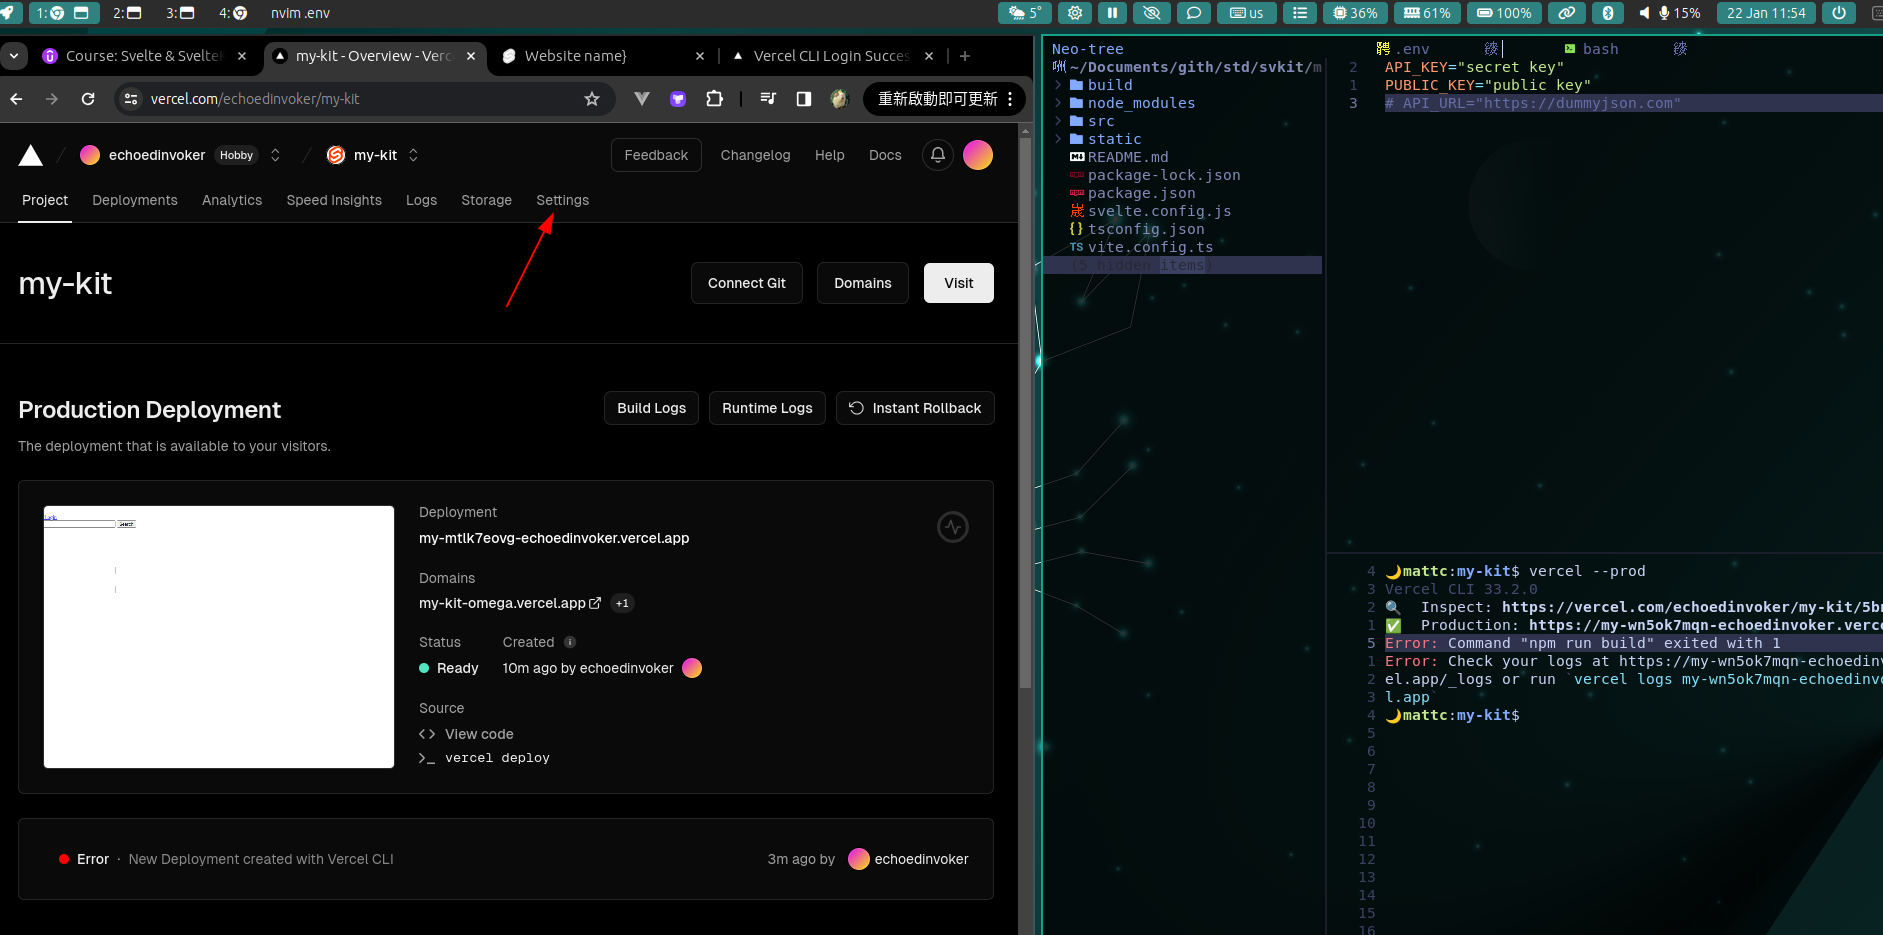 1:
2:
3:
4:
nvim .env
5°
us
36%
61%
100%
15%
22 Jan 11:54
Course: Svelte & Svelte
my-kit - Overview - Verc
Website name}
Vercel CLI Login Succes
vercel.com/echoedinvoker/my-kit
重新啟動即可更新
echoedinvoker
Hobby
my-kit
Feedback
Changelog
Help
Docs
Project
Deployments
Analytics
Speed Insights
Logs
Storage
Settings
my-kit
Connect Git
Domains
Visit
Production Deployment
Build Logs
Runtime Logs
Instant Rollback
The deployment that is available to your visitors.
Search
Deployment
my-mtlk7eovg-echoedinvoker.vercel.app
Domains
my-kit-omega.vercel.app
+1
Status
Created
Ready
10m ago by echoedinvoker
Source
View code
vercel deploy
Error · New Deployment created with Vercel CLI
3m ago by echoedinvoker
Neo-tree
~/Documents/gith/std/svkit/m
build
node_modules
src
static
README.md
package-lock.json
package.json
svelte.config.js
tsconfig.json
TS vite.config.ts
(5 hidden items)
.env
bash
2 API_KEY="secret key"
1 PUBLIC_KEY="public key"
3 # API_URL="https://dummyjson.com"
4 mattc:my-kit$ vercel --prod
3 Vercel CLI 33.2.0
2 Inspect: https://vercel.com/echoedinvoker/my-kit/5b
1 Production: https://my-wn5ok7mqn-echoedinvoker.verc
5 Error: Command "npm run build" exited with 1
1 Error: Check your logs at https://my-wn5ok7mqn-echoedinv
2 el.app/_logs or run `vercel logs my-wn5ok7mqn-echoedinv
3 l.app`
4 mattc:my-kit$
5
6
7
8
9
10
11
12
13
14
15
16